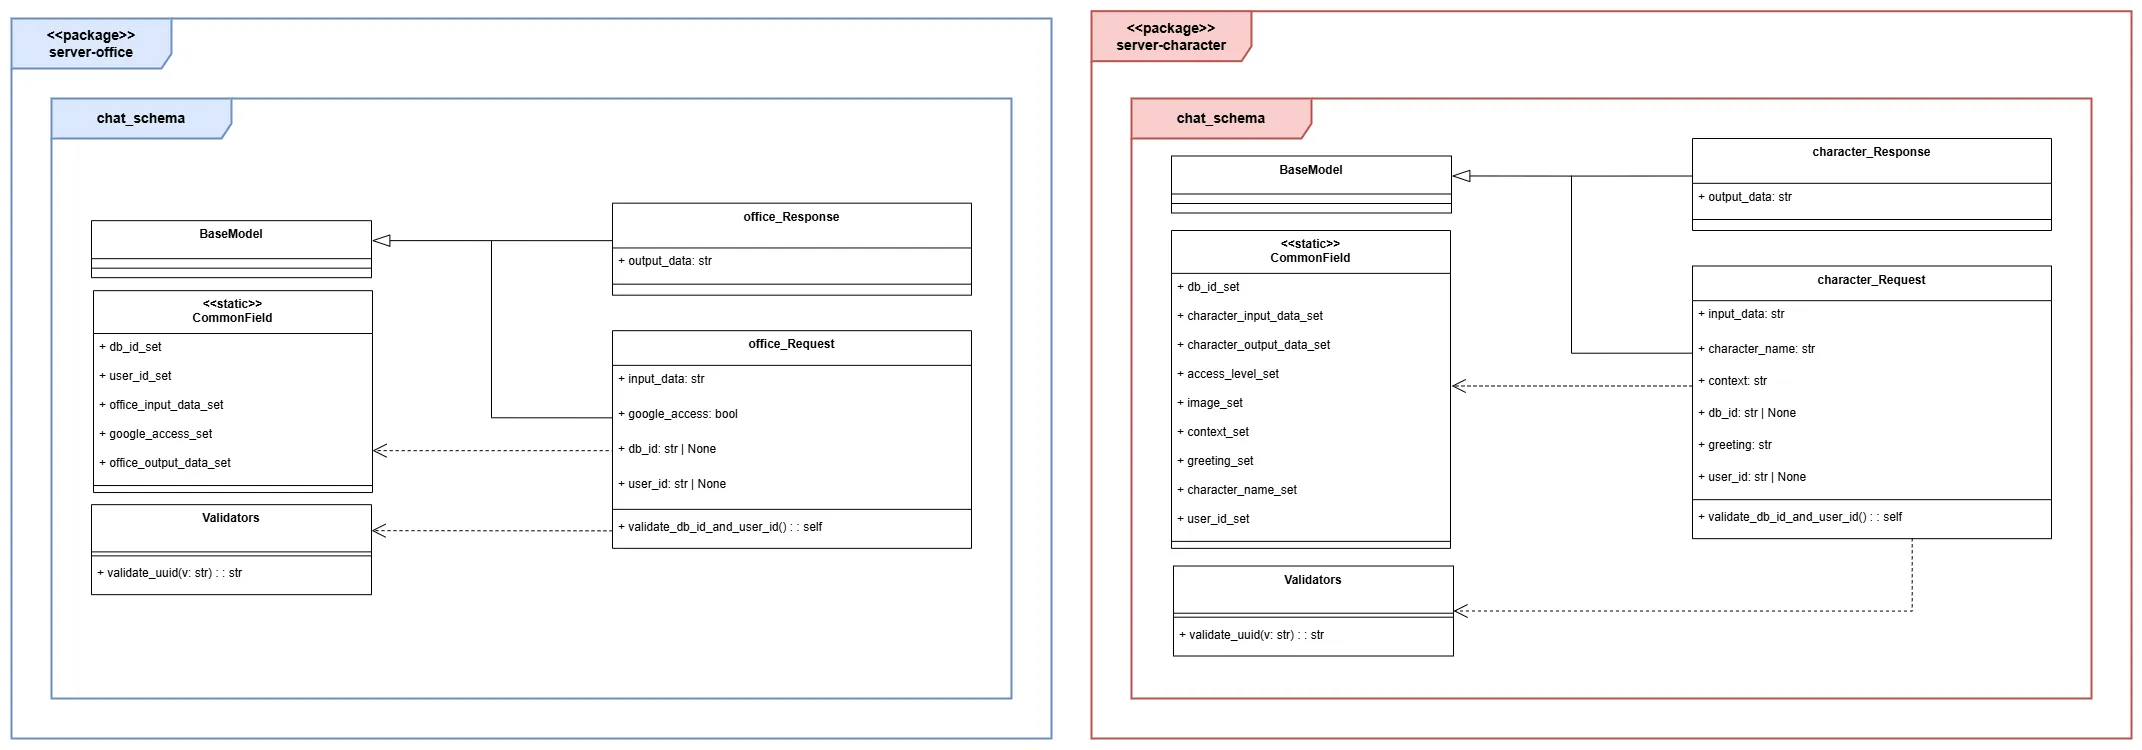 <<package>>
server-office
chat_schema
BaseModel
<<static>>
CommonField
+ db_id_set
+ user_id_set
+ office_input_data_set
+ google_access_set
+ office_output_data_set
Validators
+ validate_uuid(v: str) : : str
office_Response
+ output_data: str
office_Request
+ input_data: str
+ google_access: bool
+ db_id: str | None
+ user_id: str | None
+ validate_db_id_and_user_id() : : self
<<package>>
server-character
chat_schema
BaseModel
<<static>>
CommonField
+ db_id_set
+ character_input_data_set
+ character_output_data_set
+ access_level_set
+ image_set
+ context_set
+ greeting_set
+ character_name_set
+ user_id_set
Validators
+ validate_uuid(v: str) : : str
character_Response
+ output_data: str
character_Request
+ input_data: str
+ character_name: str
+ context: str
+ db_id: str | None
+ greeting: str
+ user_id: str | None
+ validate_db_id_and_user_id() : : self